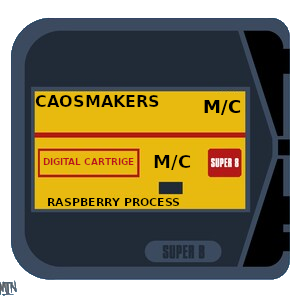 CAOSMAKERS M/C
DIGITAL CARTRIGE M/C SUPER 8
RASPBERRY PROCESS
SUPER 8